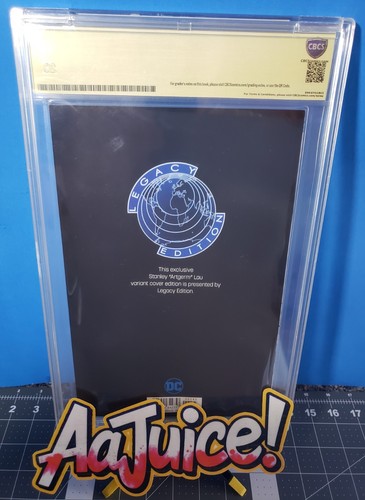 CBCS
LEGACY
EDITION
This exclusive
Stanley "Artgerm" Lau
variant cover edition is presented by
Legacy Edition
DC
2
3
15
16
17
AaJuice!